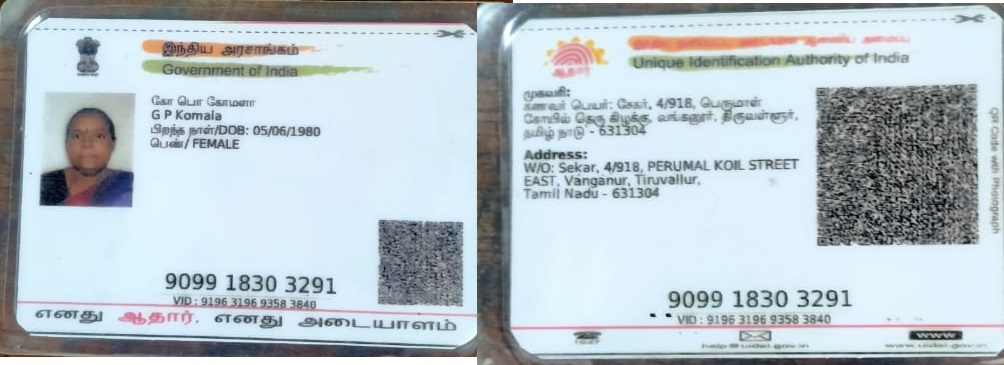 இந்திய அரசாங்கம்
Government of India
கோ பொ கோமளா
G P Komala
பிறந்த நாள்/DOB: 05/06/1980
பெண்/ FEMALE
9099 1830 3291
VID : 9196 3196 9358 3840
எனது ஆதார், எனது அடையாளம்
ஆதார்
Unique Identification Authority of India
முகவரி:
கணவர் பெயர்: சேகர், 4/918, பெருமாள்
கோயில் தெரு கிழக்கு, வங்கனூர், திருவள்ளூர்,
தமிழ் நாடு - 631304
Address:
W/O: Sekar, 4/918, PERUMAL KOIL STREET
EAST, Vanganur, Tiruvallur,
Tamil Nadu - 631304
QR Code with Photograph
9099 1830 3291
VID : 9196 3196 9358 3840
1947
help@uidai.gov.in
www
www.uidai.gov.in